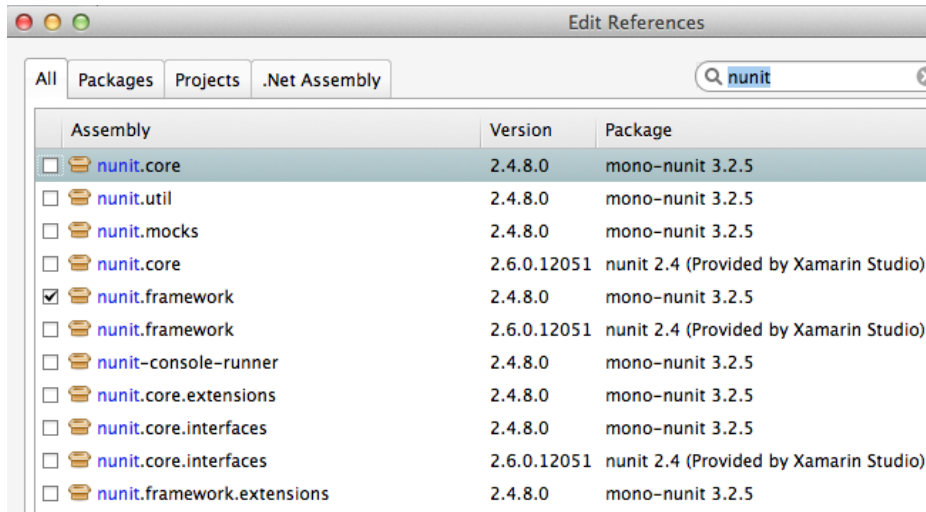 Edit References
All Packages Projects .Net Assembly nunit
Assembly Version Package
nunit.core 2.4.8.0 mono-nunit 3.2.5
nunit.util 2.4.8.0 mono-nunit 3.2.5
nunit.mocks 2.4.8.0 mono-nunit 3.2.5
nunit.core 2.6.0.12051 nunit 2.4 (Provided by Xamarin Studio)
nunit.framework 2.4.8.0 mono-nunit 3.2.5
nunit.framework 2.6.0.12051 nunit 2.4 (Provided by Xamarin Studio)
nunit-console-runner 2.4.8.0 mono-nunit 3.2.5
nunit.core.extensions 2.4.8.0 mono-nunit 3.2.5
nunit.core.interfaces 2.4.8.0 mono-nunit 3.2.5
nunit.core.interfaces 2.6.0.12051 nunit 2.4 (Provided by Xamarin Studio)
nunit.framework.extensions 2.4.8.0 mono-nunit 3.2.5